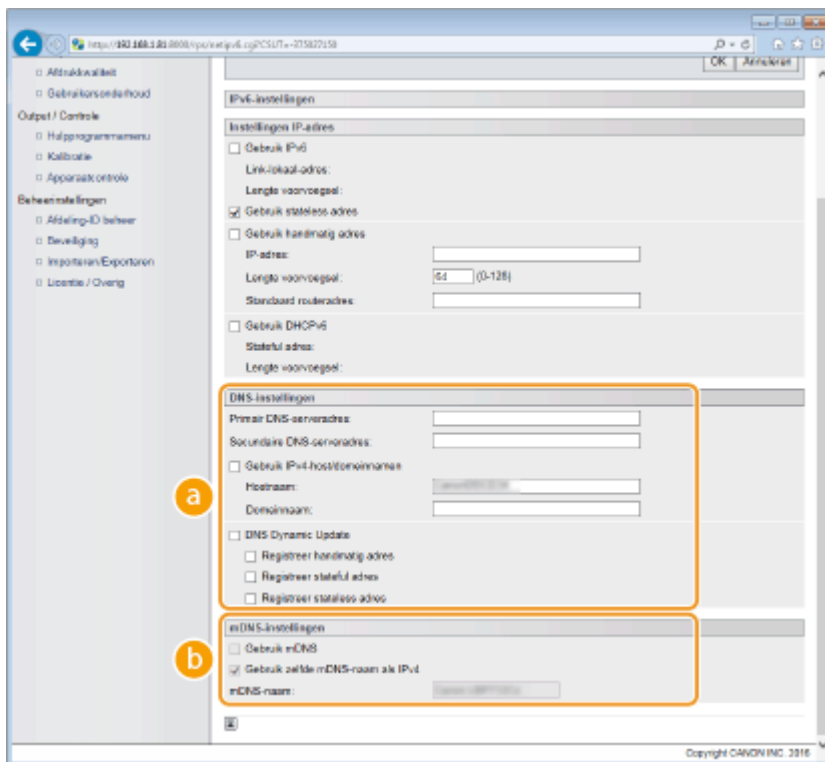 Afdrukkwaliteit
Gebruikersonderhoud
Output / Controle
Hulpprogrammamenu
Kalibratie
Apparaatcontrole
Beheerinstellingen
Afdeling-ID beheer
Beveiliging
Importeren/Exporteren
Licentie / Overig
OK Annuleren
IPv6-instellingen
Instellingen IP-adres
Gebruik IPv6
Link-lokaal-adres:
Lengte voorvoegsel:
Gebruik stateless adres
Gebruik handmatig adres
IP-adres:
Lengte voorvoegsel: 64 (0-128)
Standaard routeradres:
Gebruik DHCPv6
Stateful adres:
Lengte voorvoegsel:
a
DNS-instellingen
Primair DNS-serveradres:
Secundaire DNS-serveradres:
Gebruik IPv4-host/domeinnamen
Hostnaam:
Domeinnaam:
DNS Dynamic Update
Registreer handmatig adres
Registreer stateful adres
Registreer stateless adres
b
mDNS-instellingen
Gebruik mDNS
Gebruik zelfde mDNS-naam als IPv4
mDNS-naam:
Copyright CANON INC. 2016